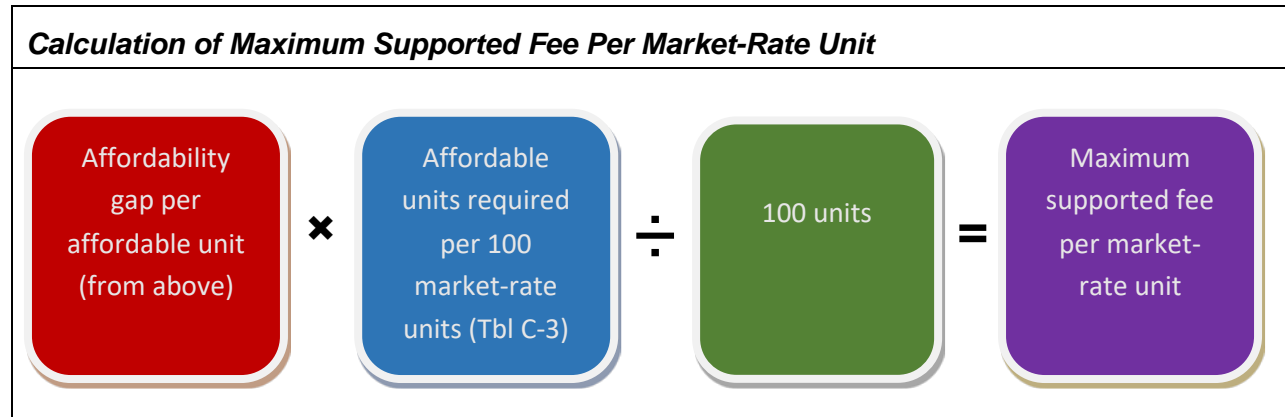 Calculation of Maximum Supported Fee Per Market-Rate Unit
Affordability
gap per
affordable unit
(from above)
×
Affordable
units required
per 100
market-rate
units (Tbl C-3)
÷
100 units
=
Maximum
supported fee
per market-
rate unit